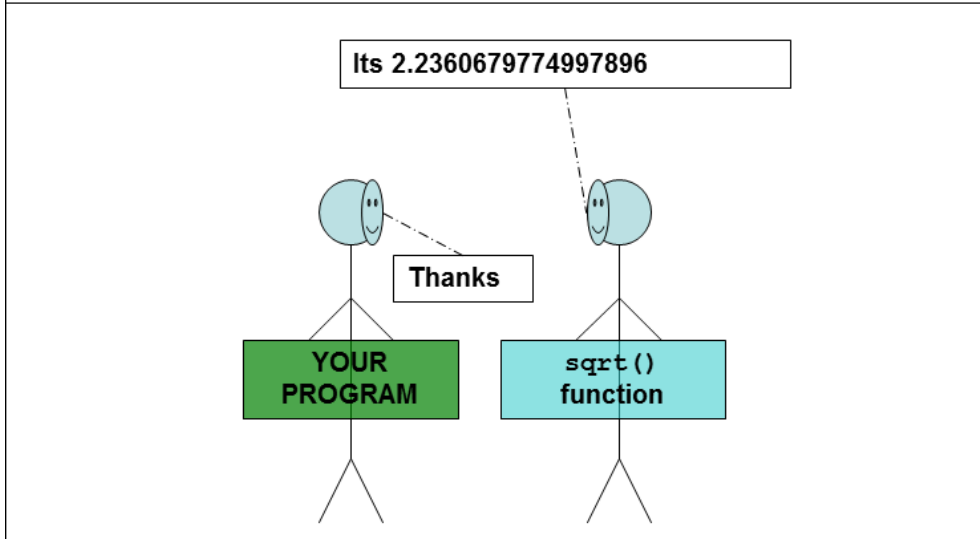 Its 2.2360679774997896
Thanks
YOUR
PROGRAM
sqrt()
function